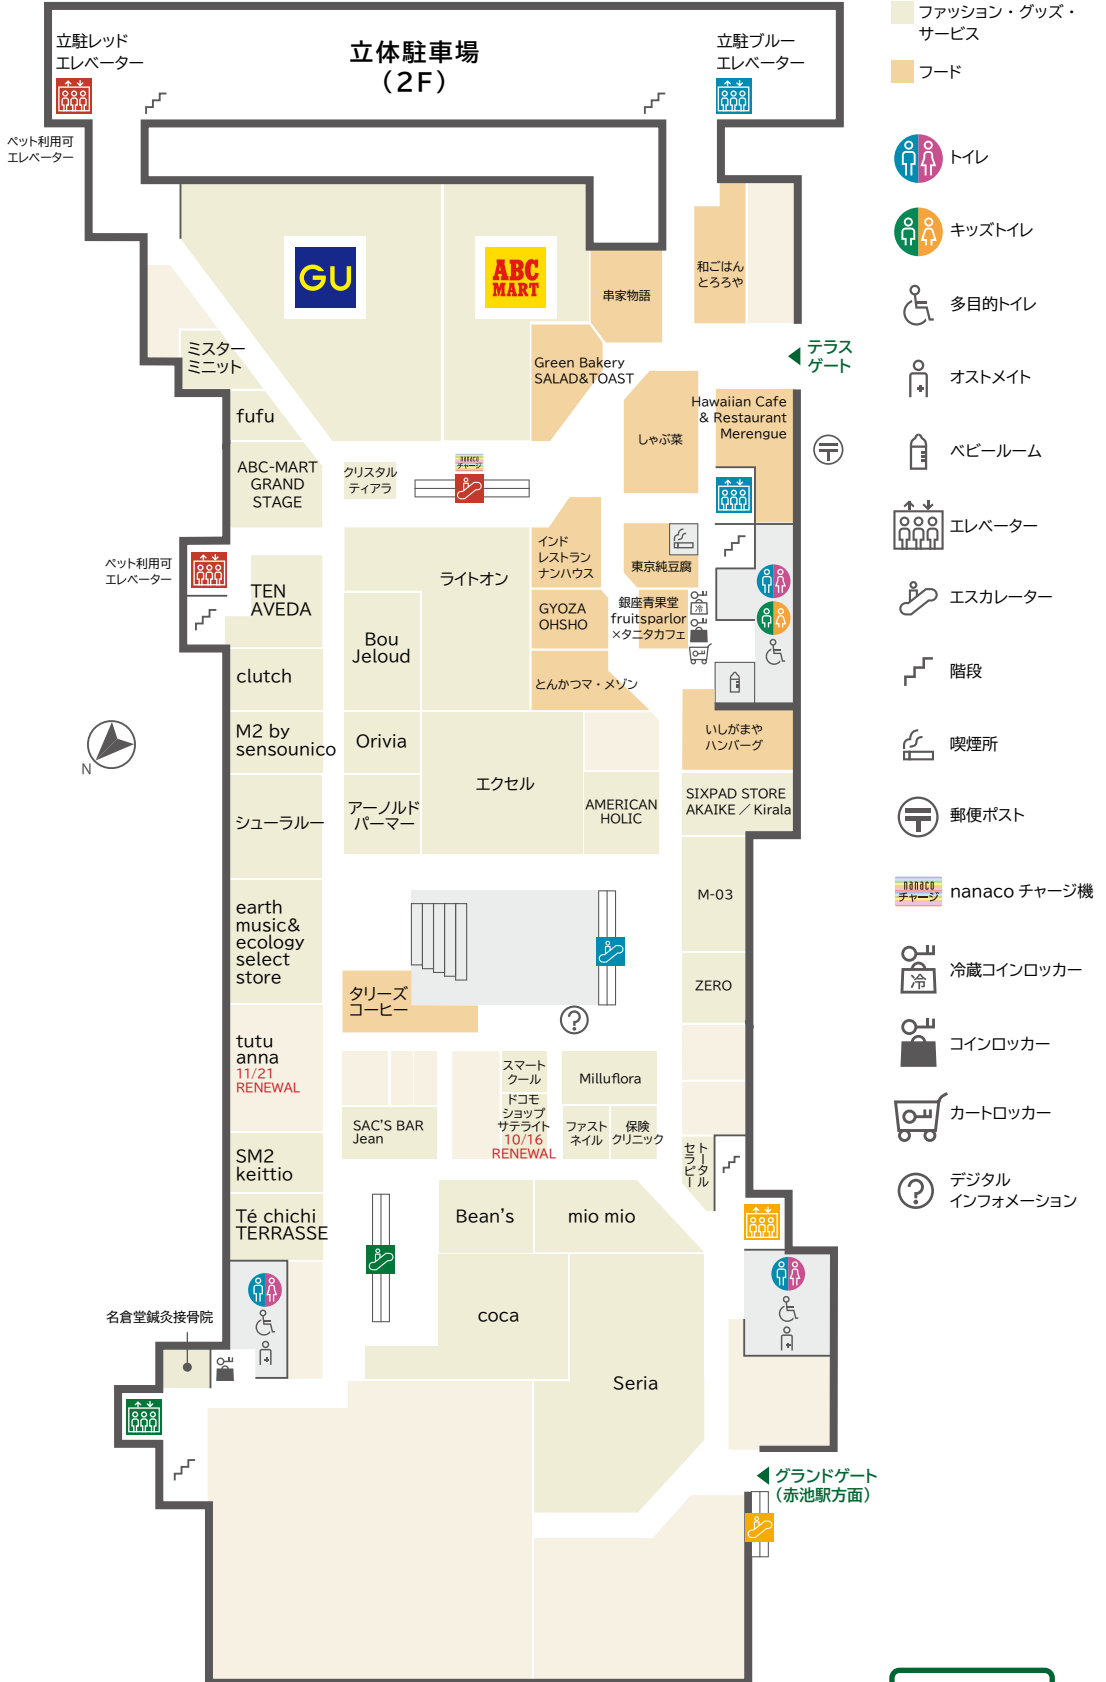 立駐レッド
エレベーター
立体駐車場
(2F)
立駐ブルー
エレベーター
ペット利用可
エレベーター
GU
ABC
MART
串家物語
和ごはん
とろろや
テラス
ゲート
ミスター
ミニット
Green Bakery
SALAD&TOAST
fufu
しゃぶ菜
Hawaiian Cafe
& Restaurant
Merengue
ABC-MART
GRAND
STAGE
クリスタル
ティアラ
nanaco
チャージ
ペット利用可
エレベーター
TEN
AVEDA
ライトオン
インド
レストラン
ナンハウス
東京純豆腐
Bou
Jeloud
GYOZA
OHSHO
銀座青果堂
fruitsparlor
×タニタカフェ
冷
clutch
とんかつマ・メゾン
M2 by
sensounico
Orivia
エクセル
いしがまや
ハンバーグ
N
シューラルー
アーノルド
パーマー
AMERICAN
HOLIC
SIXPAD STORE
AKAIKE／Kirala
M-03
earth
music&
ecology
select
store
ZERO
タリーズ
コーヒー
?
tutu
anna
11/21
RENEWAL
スマート
クール
Milluflora
ドコモ
ショップ
サテライト
10/16
RENEWAL
SAC'S BAR
Jean
ファスト
ネイル
保険
クリニック
トータル
セラピー
SM2
keittio
Té chichi
TERRASSE
Bean's
mio mio
coca
Seria
名倉堂鍼灸接骨院
グランドゲート
(赤池駅方面)
ファッション・グッズ・
サービス
フード
トイレ
キッズトイレ
多目的トイレ
オストメイト
ベビールーム
エレベーター
エスカレーター
階段
喫煙所
郵便ポスト
nanaco
チャージ
nanaco チャージ機
冷
冷蔵コインロッカー
コインロッカー
カートロッカー
?
デジタル
インフォメーション